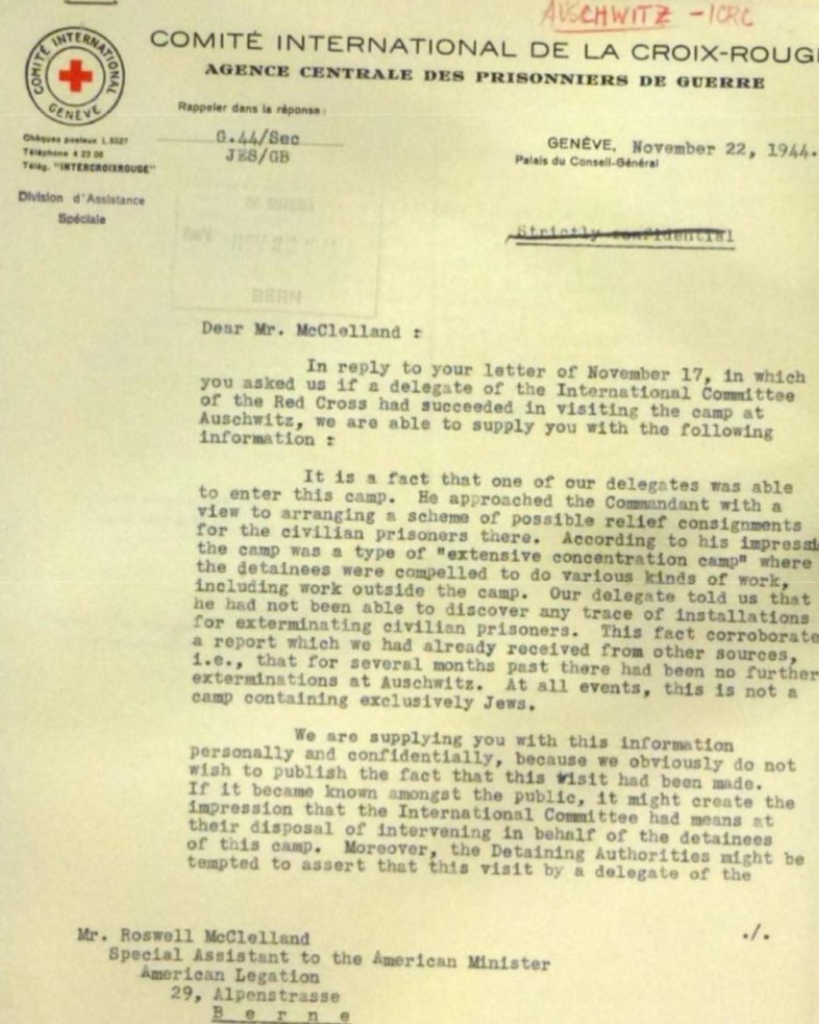 AUSCHWITZ - ICRC
COMITÉ INTERNATIONAL DE LA CROIX-ROUG
AGENCE CENTRALE DES PRISONNIERS DE GUERRE
COMITÉ INTERNATIONAL
GENÈVE
Rappeler dans la réponse:
G.44/Sec
JES/GB
Chèques postaux I. 5527
Téléphone 4 23 05
Télég. "INTERCROIXROUGE"
GENÈVE, November 22, 1944.
Palais du Conseil-Général
Division d'Assistance
Spéciale
Strictly confidential
BERN
Dear Mr. McClelland :
In reply to your letter of November 17, in which
you asked us if a delegate of the International Committee
of the Red Cross had succeeded in visiting the camp at
Auschwitz, we are able to supply you with the following
information :
It is a fact that one of our delegates was able
to enter this camp. He approached the Commandant with a
view to arranging a scheme of possible relief consignments
for the civilian prisoners there. According to his impressi
the camp was a type of "extensive concentration camp" where
the detainees were compelled to do various kinds of work,
including work outside the camp. Our delegate told us that
he had not been able to discover any trace of installations
for exterminating civilian prisoners. This fact corroborate
a report which we had already received from other sources,
i.e., that for several months past there had been no further
exterminations at Auschwitz. At all events, this is not a
camp containing exclusively Jews.
We are supplying you with this information
personally and confidentially, because we obviously do not
wish to publish the fact that this visit had been made.
If it became known amongst the public, it might create the
impression that the International Committee had means at
their disposal of intervening in behalf of the detainees
of this camp. Moreover, the Detaining Authorities might be
tempted to assert that this visit by a delegate of the
./.
Mr. Roswell McClelland
Special Assistant to the American Minister
American Legation
29, Alpenstrasse
B e r n e